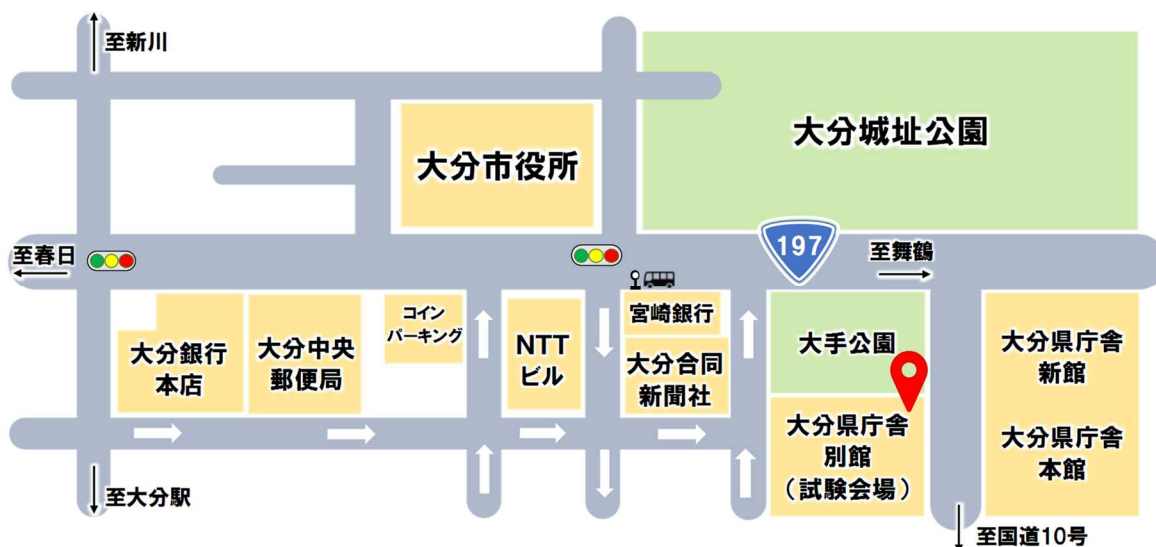 至新川
大分市役所
大分城址公園
至春日
197
至舞鶴
大分銀行
本店
大分中央
郵便局
コイン
パーキング
NTT
ビル
宮崎銀行
大分合同
新聞社
大手公園
大分県庁舎
新館
大分県庁舎
別館
（試験会場）
大分県庁舎
本館
至大分駅
至国道10号